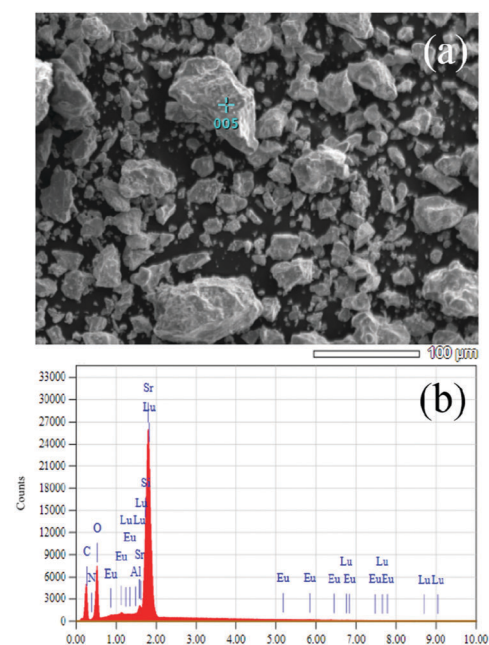 (a)
005
100 μm
(b)
33000
30000
27000
24000
21000
18000
15000
12000
9000
6000
3000
0
Counts
Sr
Lu
Lu
Lu Lu
Eu
Eu
Sr
Al
O
C
N
Eu
Eu Eu Eu Eu Eu Eu Lu Lu
Lu Lu
0.00 1.00 2.00 3.00 4.00 5.00 6.00 7.00 8.00 9.00 10.00